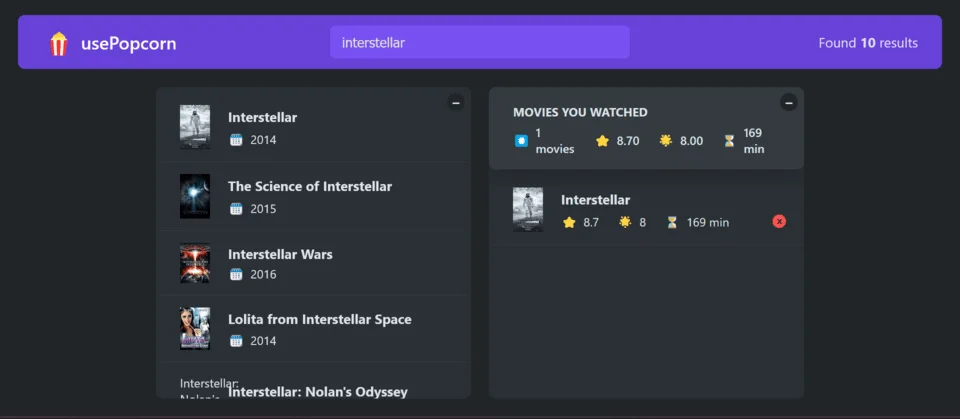 usePopcorn
interstellar
Found 10 results
Interstellar
2014
The Science of Interstellar
2015
Interstellar Wars
2016
Lolita from Interstellar Space
2014
Interstellar:
Nolan's
Interstellar: Nolan's Odyssey
MOVIES YOU WATCHED
1 movies 8.70 8.00 169 min
Interstellar
8.7 8 169 min